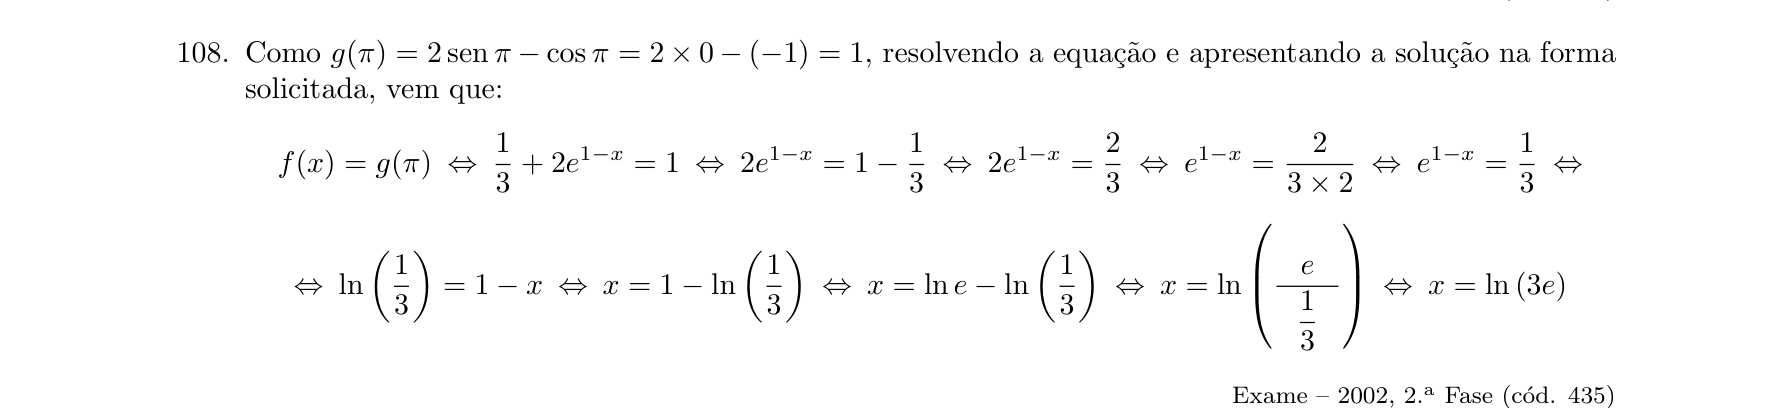 108. Como g(π) = 2 sen π − cos π = 2 × 0 − (−1) = 1, resolvendo a equação e apresentando a solução na forma
solicitada, vem que:
f(x) = g(π) ⇔ 1/3 + 2e^{1−x} = 1 ⇔ 2e^{1−x} = 1 − 1/3 ⇔ 2e^{1−x} = 2/3 ⇔ e^{1−x} = 2/(3 × 2) ⇔ e^{1−x} = 1/3 ⇔
⇔ ln(1/3) = 1 − x ⇔ x = 1 − ln(1/3) ⇔ x = ln e − ln(1/3) ⇔ x = ln(e/(1/3)) ⇔ x = ln (3e)
Exame – 2002, 2.ª Fase (cód. 435)